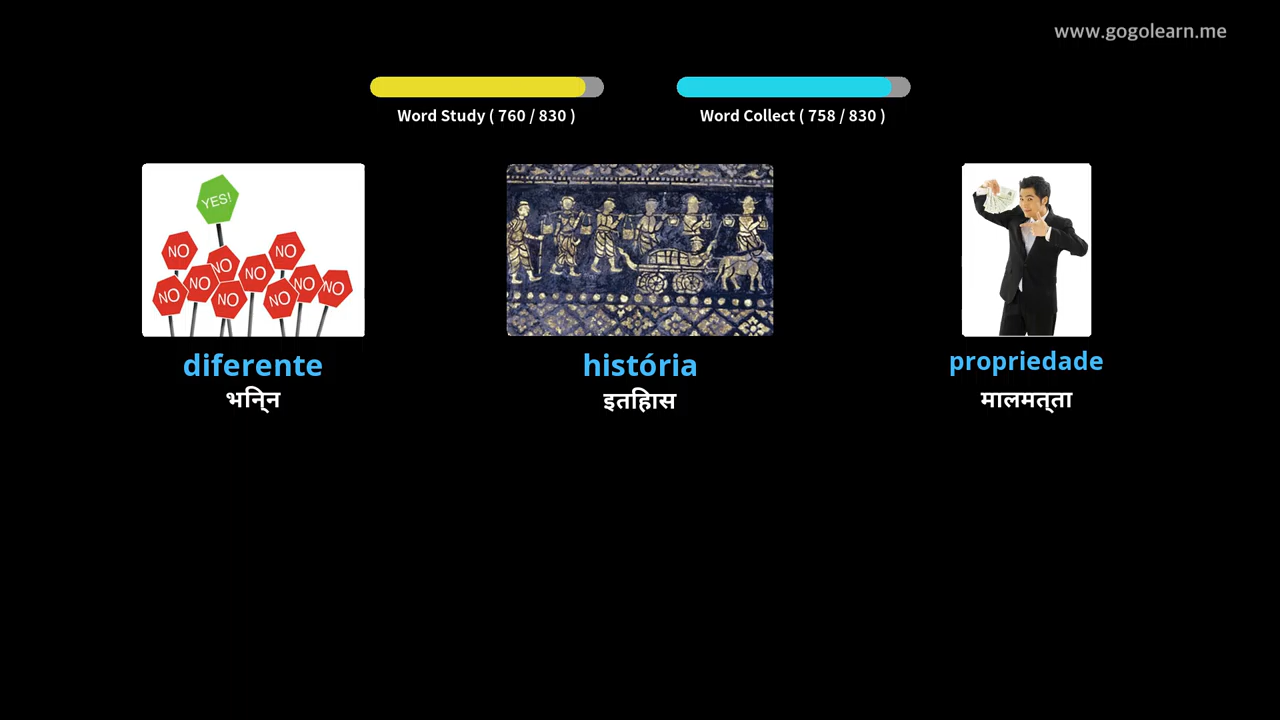 www.gogolearn.me
Word Study ( 760 / 830 )
Word Collect ( 758 / 830 )
YES!
NO
NO
NO
NO
NO
NO
NO
NO
NO
NO
diferente
história
propriedade
भिन्न
इतिहास
मालमत्ता